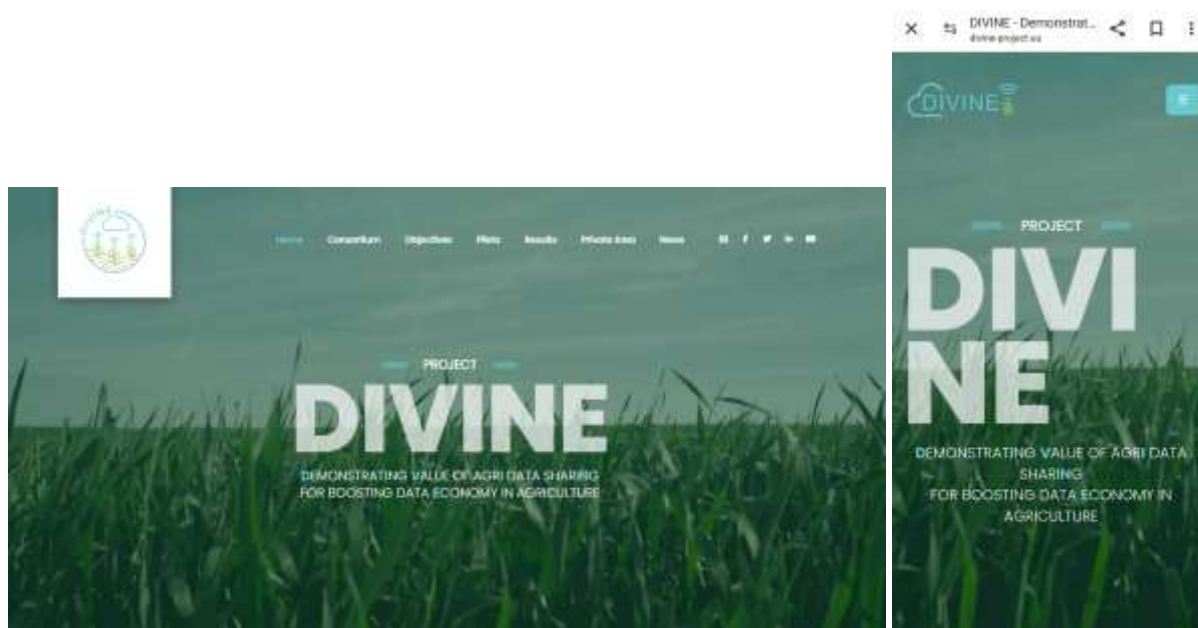 DIVINE
Home Consortium Objectives Pilots Results Private Area News
PROJECT
DIVINE
DEMONSTRATING VALUE OF AGRI DATA SHARING
FOR BOOSTING DATA ECONOMY IN AGRICULTURE
DIVINE - Demonstrat...
divine-project.eu
DIVINE
PROJECT
DIVI
NE
DEMONSTRATING VALUE OF AGRI DATA
SHARING
FOR BOOSTING DATA ECONOMY IN
AGRICULTURE